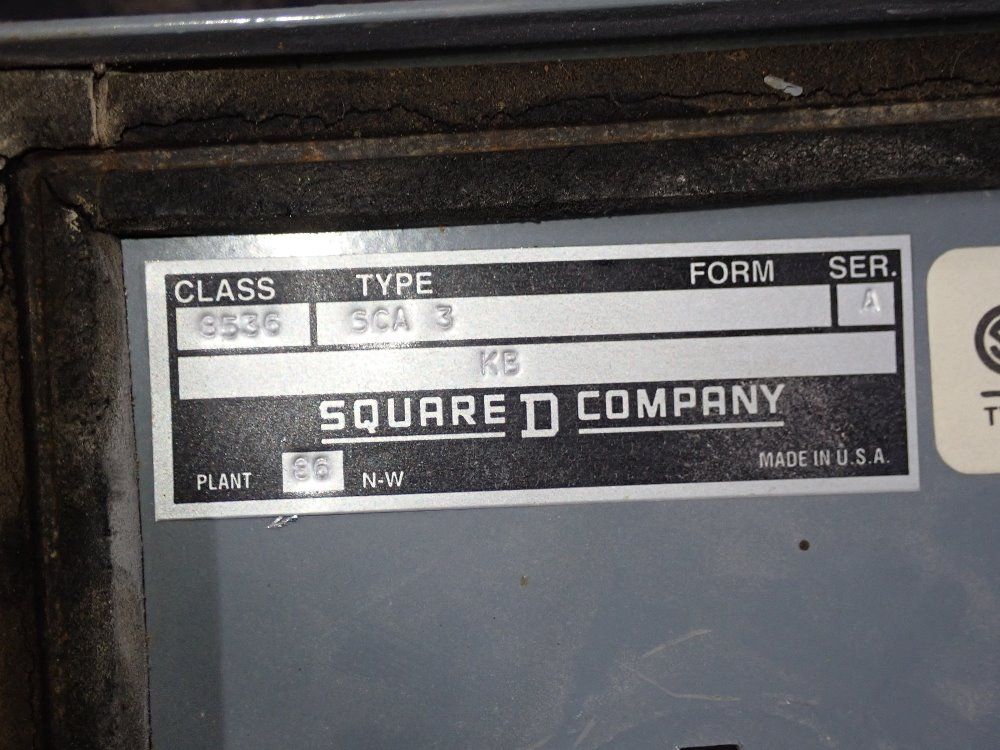 CLASS TYPE FORM SER.
8536 SCA 3 A
KB
SQUARE D COMPANY
PLANT 86 N-W MADE IN U.S.A.